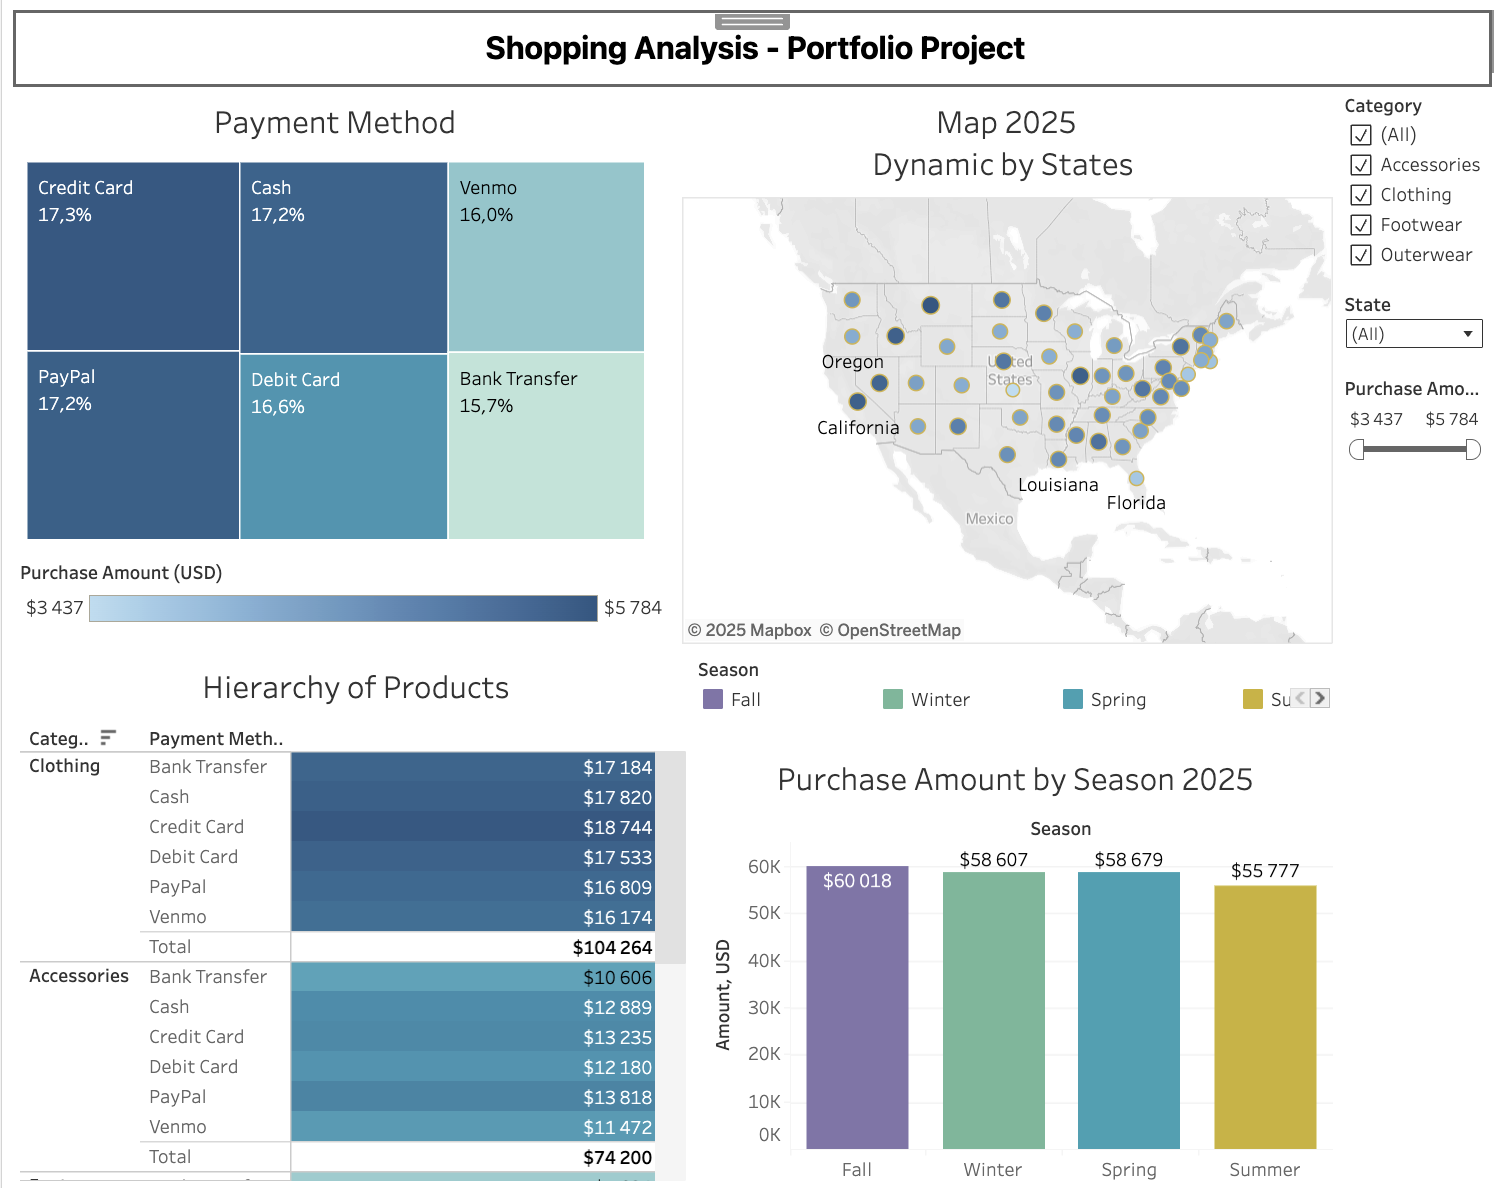 Shopping Analysis - Portfolio Project
Payment Method
Credit Card
17,3%
Cash
17,2%
Venmo
16,0%
PayPal
17,2%
Debit Card
16,6%
Bank Transfer
15,7%
Purchase Amount (USD)
$3 437
$5 784
Map 2025
Dynamic by States
United
States
Oregon
California
Louisiana
Florida
Mexico
© 2025 Mapbox © OpenStreetMap
Category
(All)
Accessories
Clothing
Footwear
Outerwear
State
(All)
Purchase Amo...
$3 437 $5 784
Season
Fall
Winter
Spring
Su
Hierarchy of Products
Categ.. Payment Meth..
Clothing Bank Transfer $17 184
Cash $17 820
Credit Card $18 744
Debit Card $17 533
PayPal $16 809
Venmo $16 174
Total $104 264
Accessories Bank Transfer $10 606
Cash $12 889
Credit Card $13 235
Debit Card $12 180
PayPal $13 818
Venmo $11 472
Total $74 200
Purchase Amount by Season 2025
Season
Amount, USD
60K
50K
40K
30K
20K
10K
0K
$60 018
$58 607
$58 679
$55 777
Fall
Winter
Spring
Summer